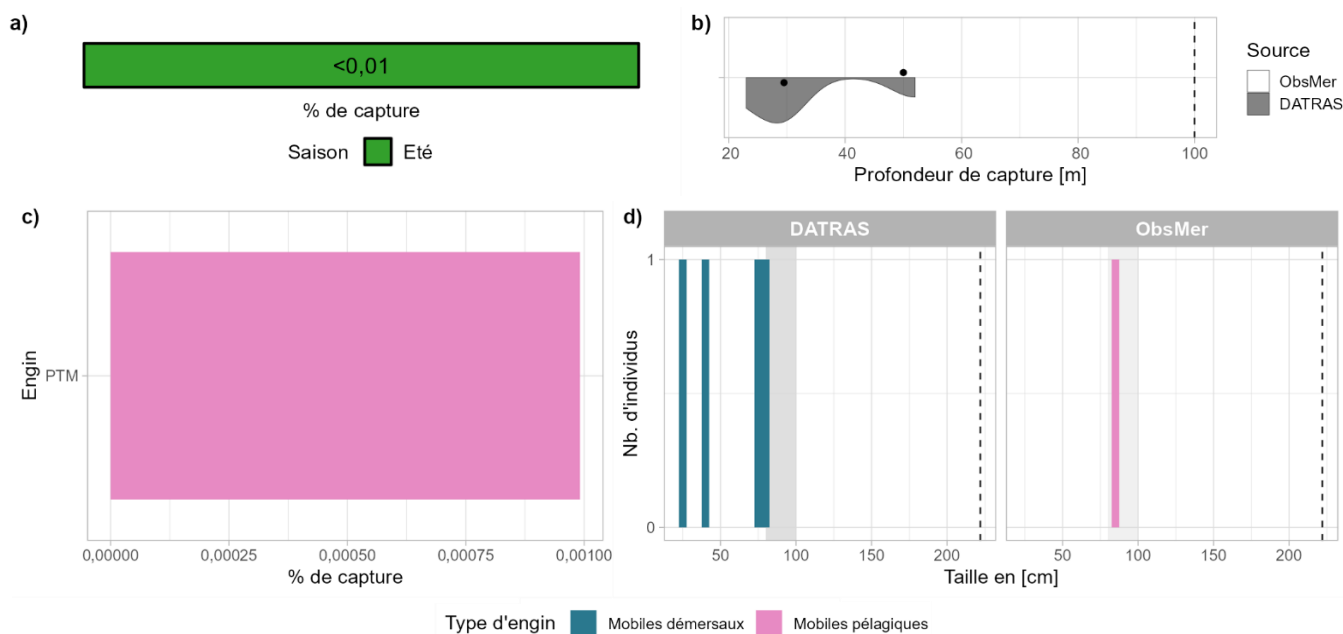 a)
<0,01
% de capture
Saison Eté
b)
20 40 60 80 100
Profondeur de capture [m]
Source
ObsMer
DATRAS
c)
Engin
PTM
0,00000 0,00025 0,00050 0,00075 0,00100
% de capture
d)
DATRAS ObsMer
Nb. d'individus
1
0
50 100 150 200 50 100 150 200
Taille en [cm]
Type d'engin Mobiles démersaux Mobiles pélagiques